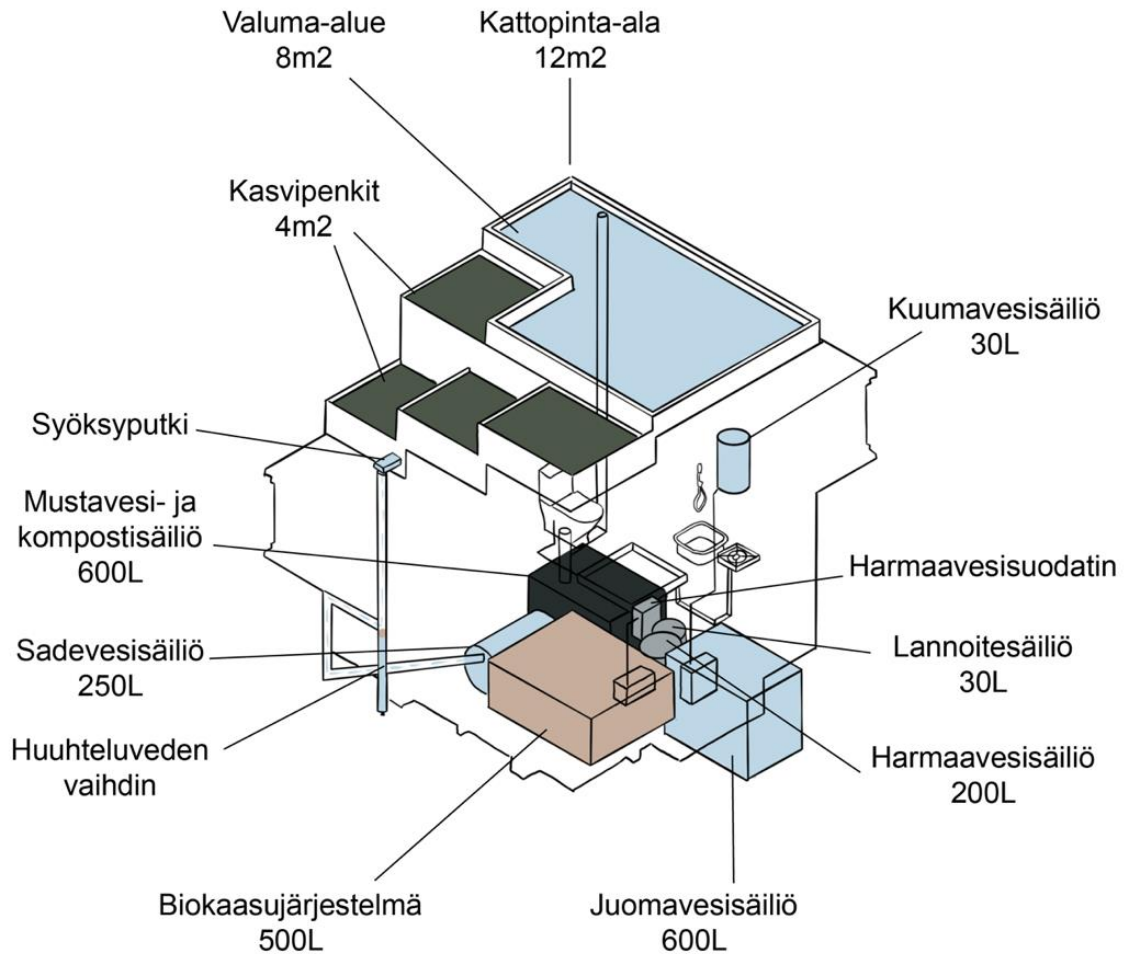 Valuma-alue
8m2
Kattopinta-ala
12m2
Kasvipenkit
4m2
Kuumavesisäiliö
30L
Syöksyputki
Mustavesi- ja
kompostisäiliö
600L
Harmaavesisuodatin
Sadevesisäiliö
250L
Lannoitesäiliö
30L
Huuhteluveden
vaihdin
Harmaavesisäiliö
200L
Biokaasujärjestelmä
500L
Juomavesisäiliö
600L